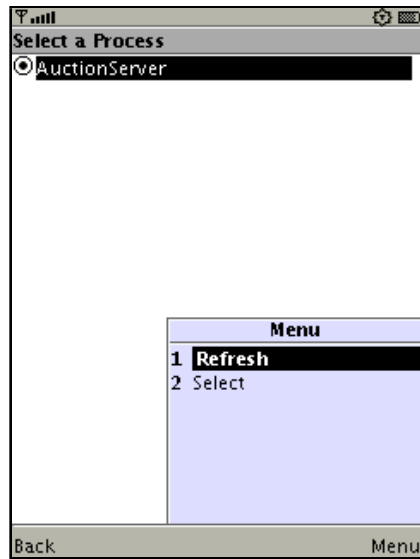 Select a Process
AuctionServer
Menu
1 Refresh
2 Select
Back Menu